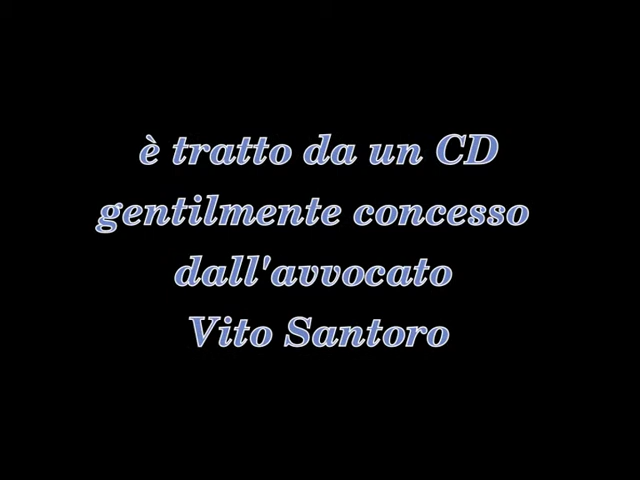 è tratto da un CD
gentilmente concesso
dall'avvocato
Vito Santoro